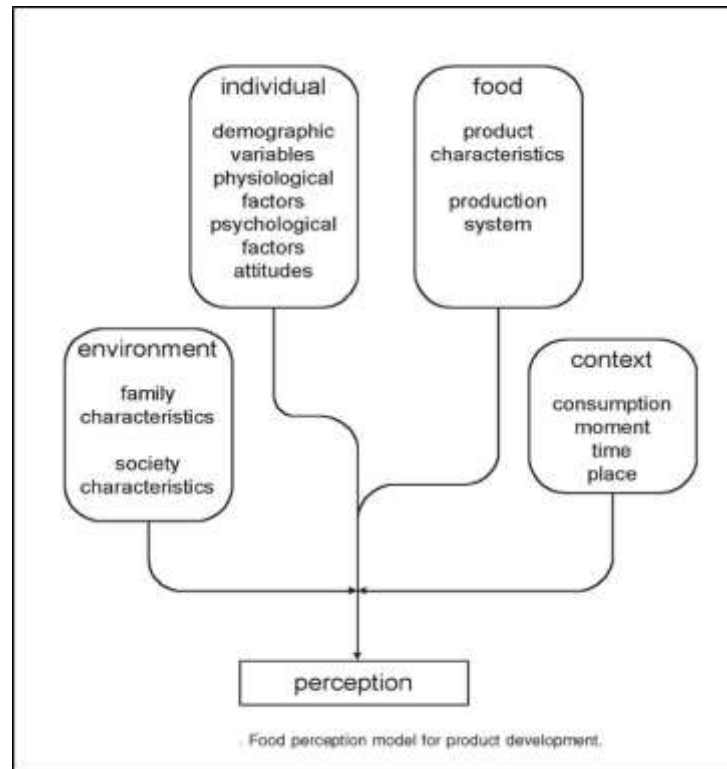 individual
demographic
variables
physiological
factors
psychological
factors
attitudes
food
product
characteristics
production
system
environment
family
characteristics
society
characteristics
context
consumption
moment
time
place
perception
. Food perception model for product development.